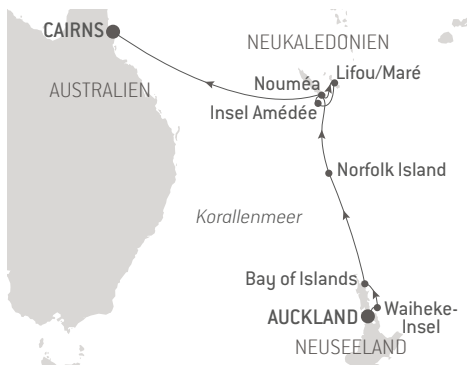 CAIRNS
NEUKALEDONIEN
Lifou/Maré
Nouméa
AUSTRALIEN
Insel Amédée
Norfolk Island
Korallenmeer
Bay of Islands
Waiheke-
Insel
AUCKLAND
NEUSEELAND